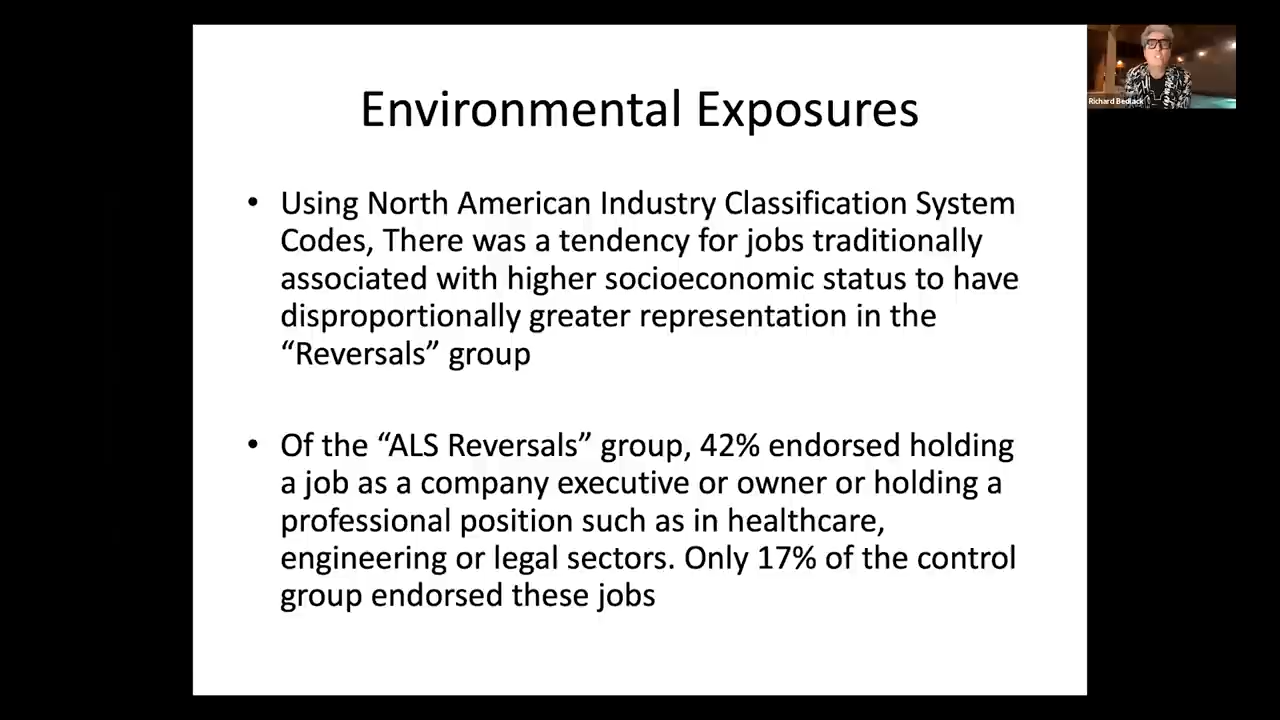 Environmental Exposures
• Using North American Industry Classification System
Codes, There was a tendency for jobs traditionally
associated with higher socioeconomic status to have
disproportionally greater representation in the
“Reversals” group
• Of the “ALS Reversals” group, 42% endorsed holding
a job as a company executive or owner or holding a
professional position such as in healthcare,
engineering or legal sectors. Only 17% of the control
group endorsed these jobs
Richard Bedlack